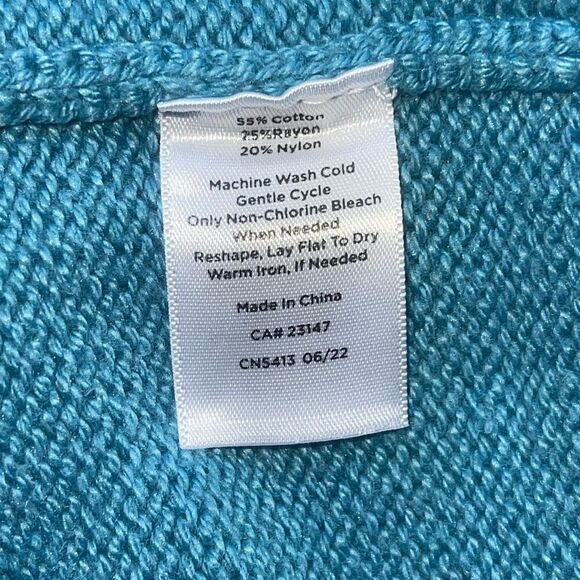 55% Cotton
25%Rayon
20% Nylon
Machine Wash Cold
Gentle Cycle
Only Non-Chlorine Bleach
When Needed
Reshape, Lay Flat To Dry
Warm Iron, If Needed
Made In China
CA# 23147
CN5413 06/22